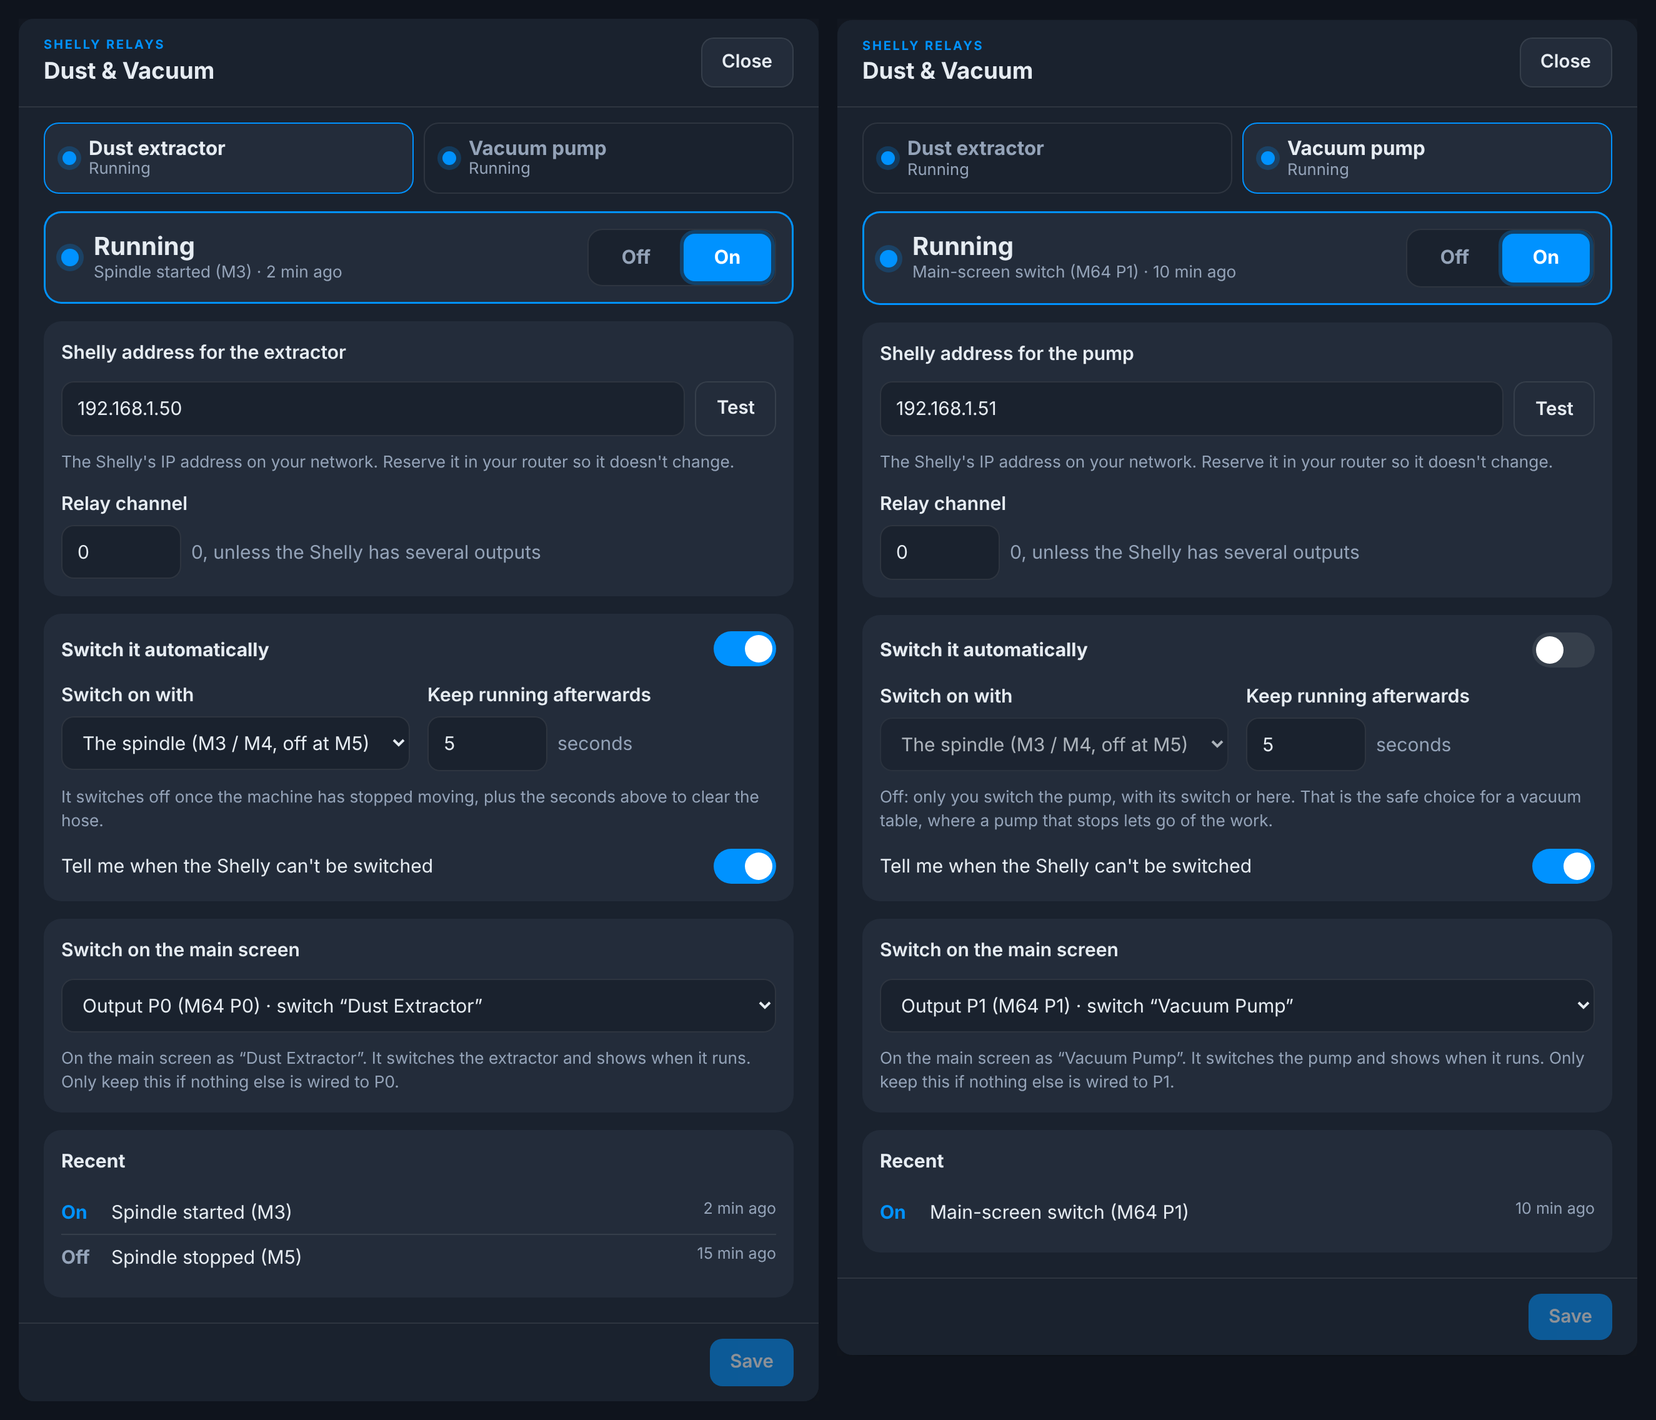 SHELLY RELAYS
Dust & Vacuum
Close
Dust extractor
Running
Vacuum pump
Running
Running
Spindle started (M3) · 2 min ago
Off
On
Shelly address for the extractor
192.168.1.50
Test
The Shelly's IP address on your network. Reserve it in your router so it doesn't change.
Relay channel
0
0, unless the Shelly has several outputs
Switch it automatically
Switch on with
Keep running afterwards
The spindle (M3 / M4, off at M5)
5
seconds
It switches off once the machine has stopped moving, plus the seconds above to clear the
hose.
Tell me when the Shelly can't be switched
Switch on the main screen
Output P0 (M64 P0) · switch “Dust Extractor”
On the main screen as “Dust Extractor”. It switches the extractor and shows when it runs.
Only keep this if nothing else is wired to P0.
Recent
On Spindle started (M3) 2 min ago
Off Spindle stopped (M5) 15 min ago
Save
SHELLY RELAYS
Dust & Vacuum
Close
Dust extractor
Running
Vacuum pump
Running
Running
Main-screen switch (M64 P1) · 10 min ago
Off
On
Shelly address for the pump
192.168.1.51
Test
The Shelly's IP address on your network. Reserve it in your router so it doesn't change.
Relay channel
0
0, unless the Shelly has several outputs
Switch it automatically
Switch on with
Keep running afterwards
The spindle (M3 / M4, off at M5)
5
seconds
Off: only you switch the pump, with its switch or here. That is the safe choice for a vacuum
table, where a pump that stops lets go of the work.
Tell me when the Shelly can't be switched
Switch on the main screen
Output P1 (M64 P1) · switch “Vacuum Pump”
On the main screen as “Vacuum Pump”. It switches the pump and shows when it runs. Only
keep this if nothing else is wired to P1.
Recent
On Main-screen switch (M64 P1) 10 min ago
Save